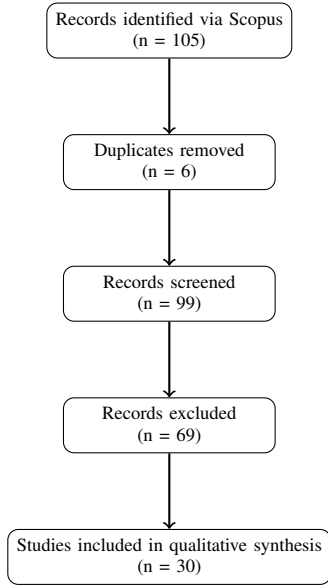 Records identified via Scopus
(n = 105)
Duplicates removed
(n = 6)
Records screened
(n = 99)
Records excluded
(n = 69)
Studies included in qualitative synthesis
(n = 30)